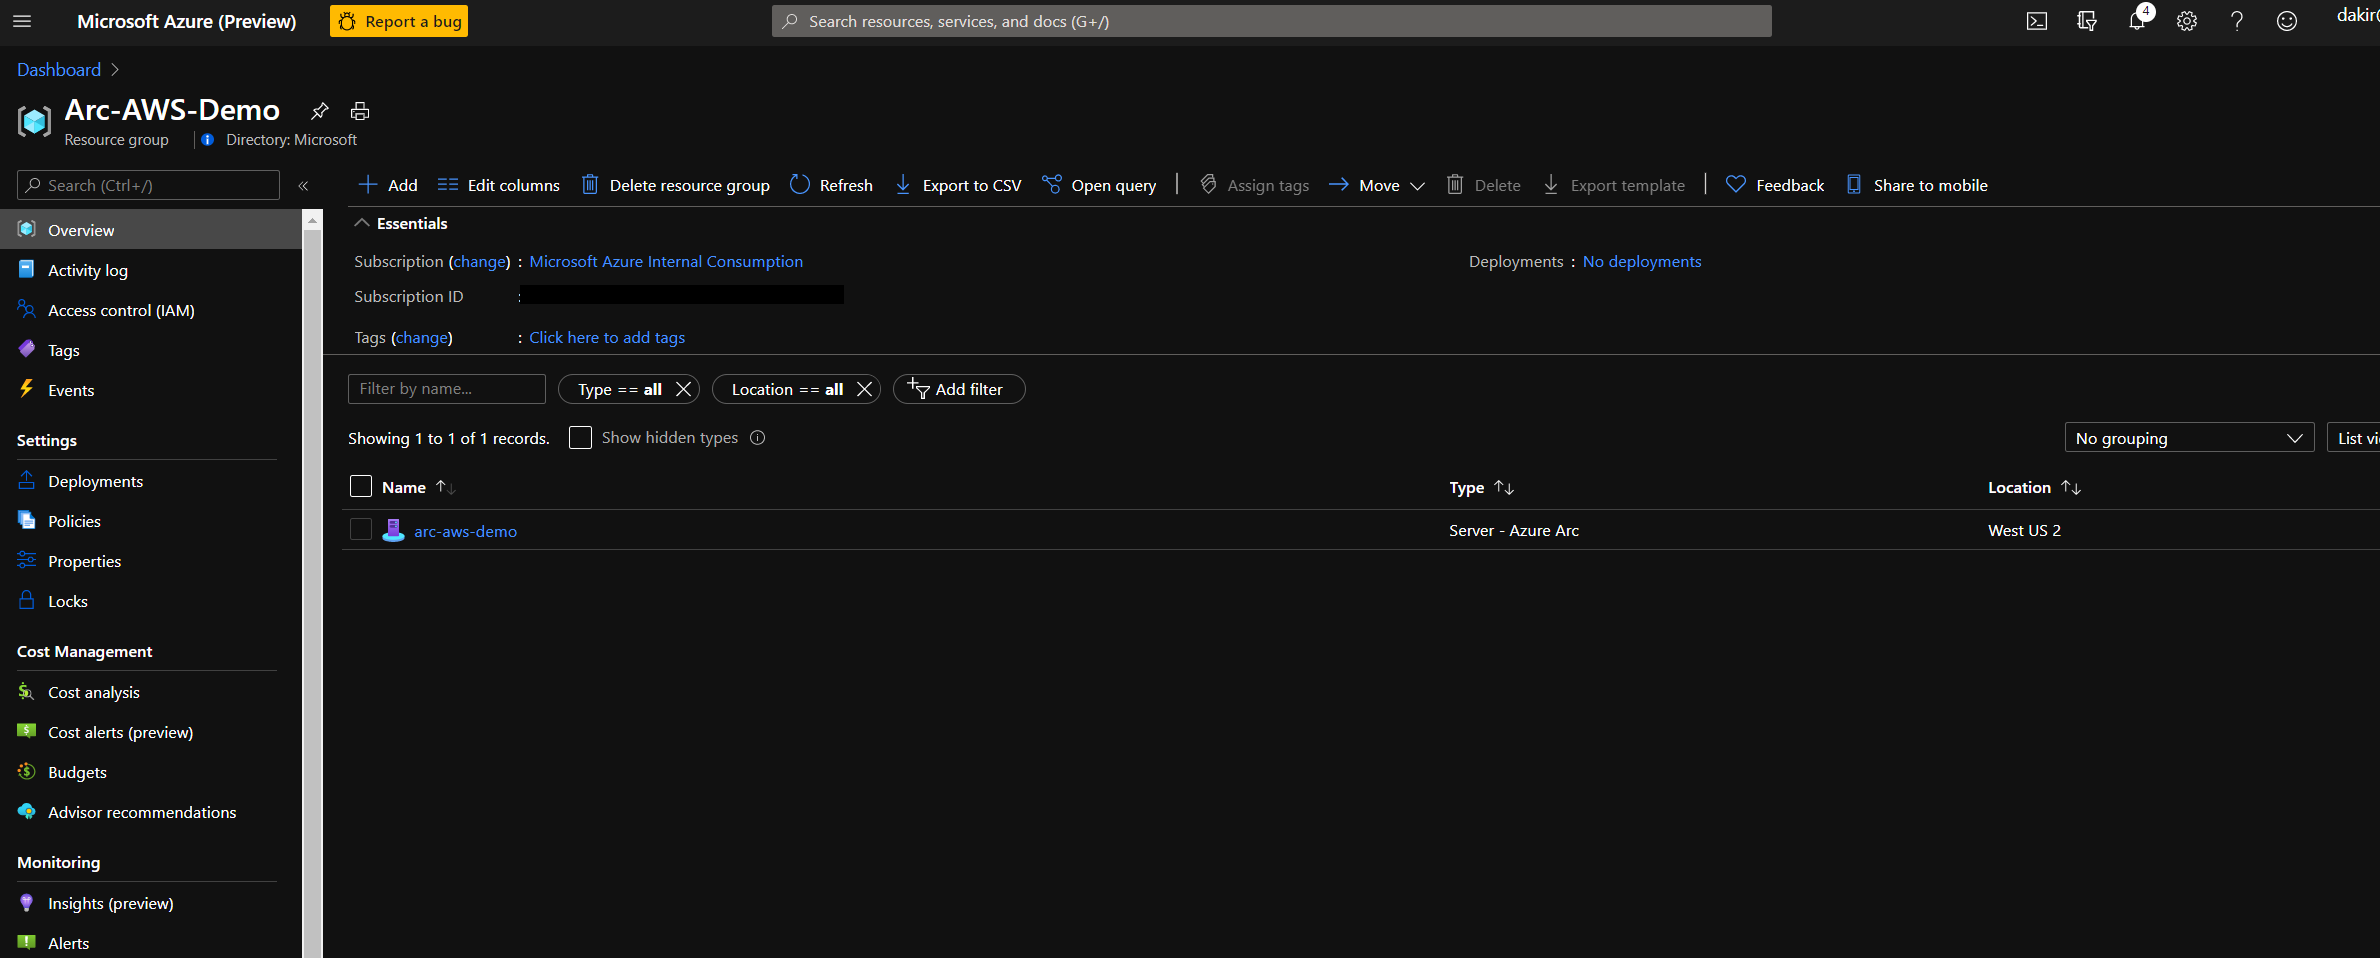 Microsoft Azure (Preview) Report a bug Search resources, services, and docs (G+/) 4 dakir
Dashboard
Arc-AWS-Demo
Resource group Directory: Microsoft
Search (Ctrl+/) « Add Edit columns Delete resource group Refresh Export to CSV Open query Assign tags Move Delete Export template Feedback Share to mobile
Essentials
Subscription (change) : Microsoft Azure Internal Consumption Deployments : No deployments
Subscription ID :
Tags (change) : Click here to add tags
Overview
Activity log
Access control (IAM)
Tags
Events
Settings
Deployments
Policies
Properties
Locks
Cost Management
Cost analysis
Cost alerts (preview)
Budgets
Advisor recommendations
Monitoring
Insights (preview)
Alerts
Filter by name... Type == all Location == all Add filter
Showing 1 to 1 of 1 records. Show hidden types No grouping List vi
Name Type Location
arc-aws-demo Server - Azure Arc West US 2